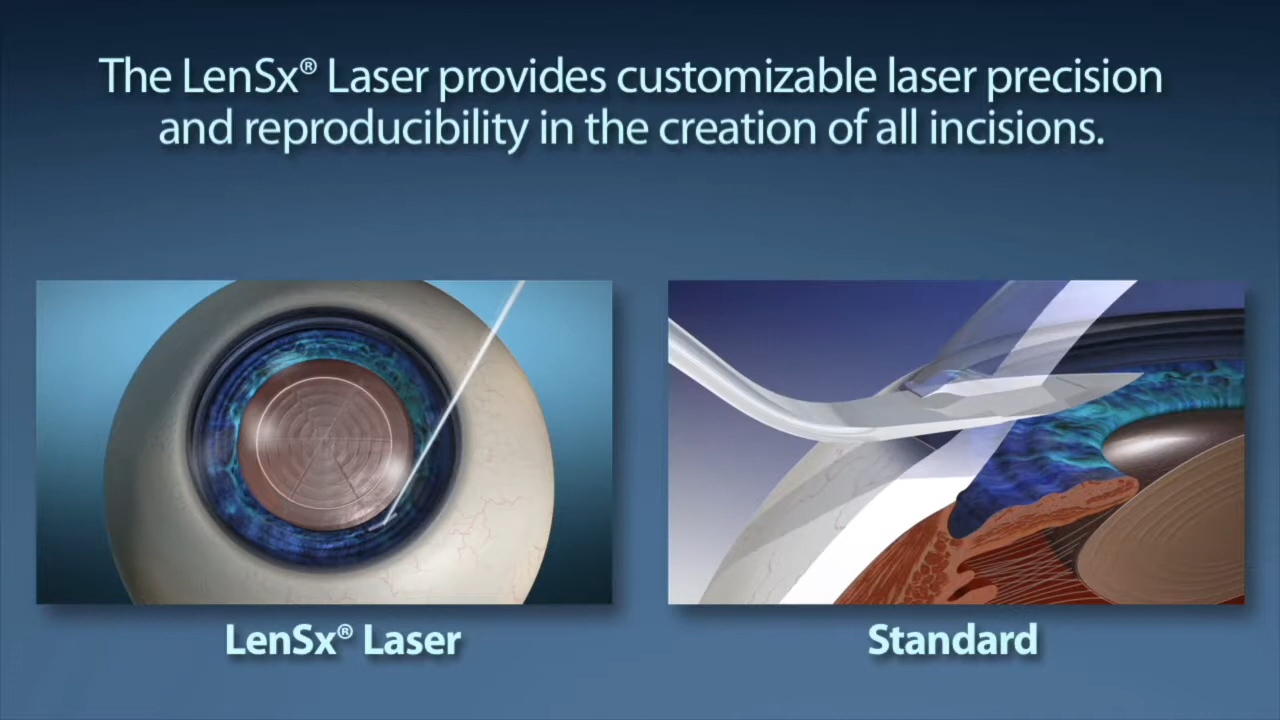 The LenSx® Laser provides customizable laser precision
and reproducibility in the creation of all incisions.
LenSx® Laser
Standard